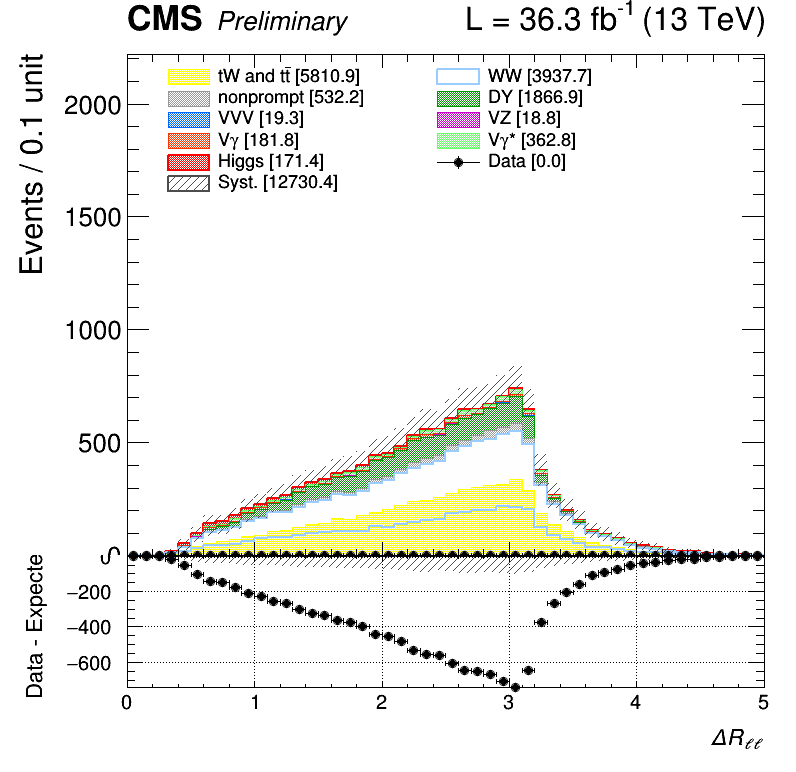 CMS Preliminary L = 36.3 fb-1 (13 TeV)
Events / 0.1 unit
2000
1500
1000
500
0
tW and tt̄ [5810.9]
nonprompt [532.2]
VVV [19.3]
Vγ [181.8]
Higgs [171.4]
Syst. [12730.4]
WW [3937.7]
DY [1866.9]
VZ [18.8]
Vγ* [362.8]
Data [0.0]
Data - Expecte
0
−200
−400
−600
0 1 2 3 4 5
ΔRℓℓ